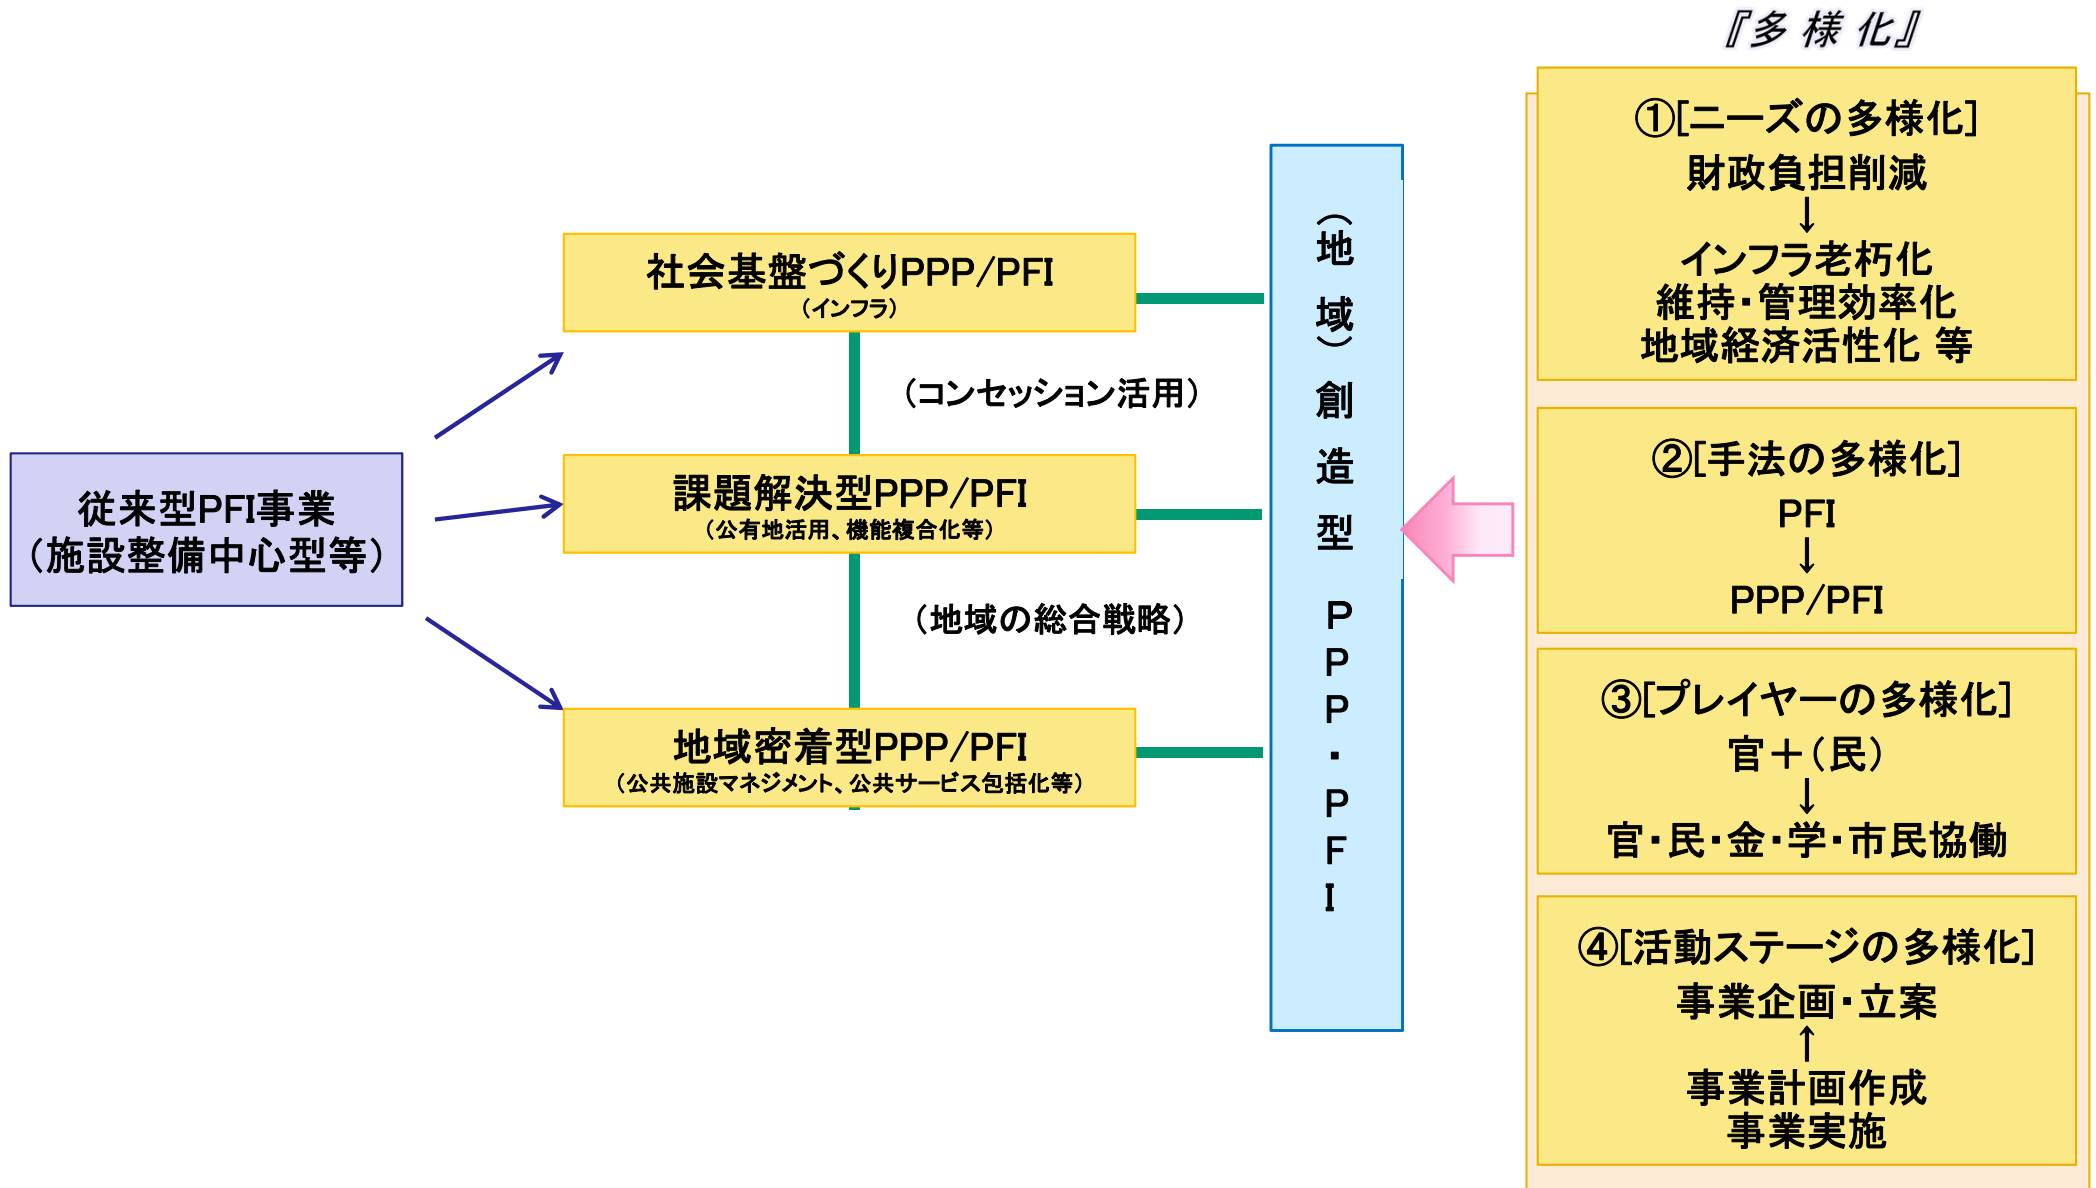 従来型PFI事業
（施設整備中心型等）
社会基盤づくりPPP/PFI
（インフラ）
（コンセッション活用）
課題解決型PPP/PFI
（公有地活用、機能複合化等）
（地域の総合戦略）
地域密着型PPP/PFI
（公共施設マネジメント、公共サービス包括化等）
（地域）創造型 PPP・PFI
『多様化』
①[ニーズの多様化]
財政負担削減
↓
インフラ老朽化
維持・管理効率化
地域経済活性化 等
②[手法の多様化]
PFI
↓
PPP/PFI
③[プレイヤーの多様化]
官＋（民）
↓
官・民・金・学・市民協働
④[活動ステージの多様化]
事業企画・立案
↑
事業計画作成
事業実施